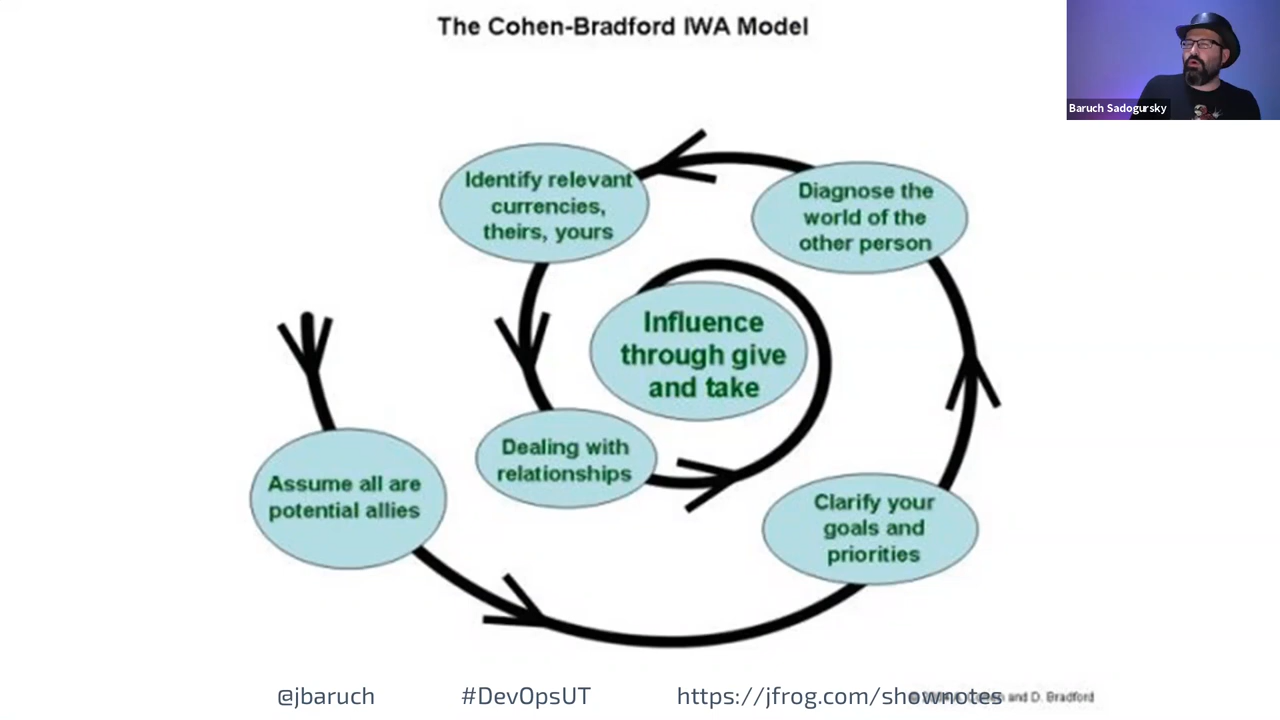 The Cohen-Bradford IWA Model
Baruch Sadogursky
Identify relevant
currencies,
theirs, yours
Diagnose the
world of the
other person
Influence
through give
and take
Dealing with
relationships
Assume all are
potential allies
Clarify your
goals and
priorities
@jbaruch
#DevOpsUT
https://jfrog.com/shownotes
and D. Bradford